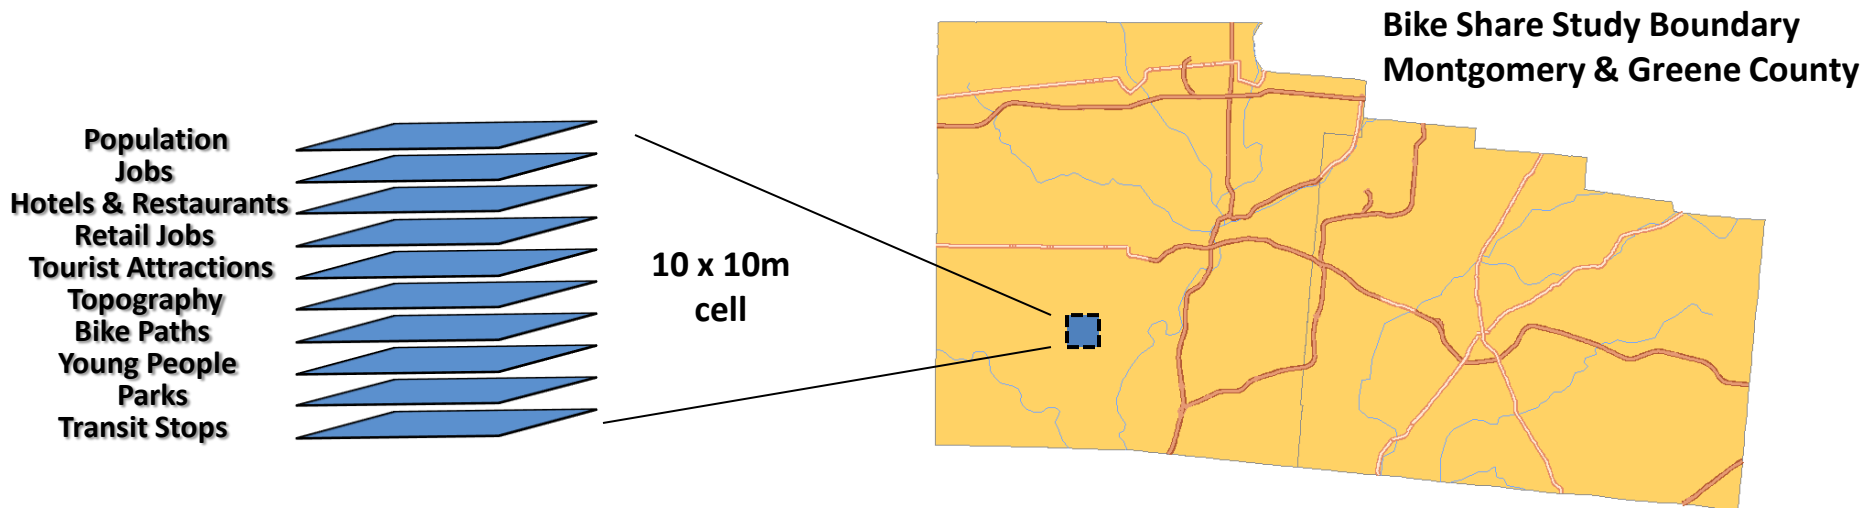 Bike Share Study Boundary
Montgomery & Greene County
Population
Jobs
Hotels & Restaurants
Retail Jobs
Tourist Attractions
Topography
Bike Paths
Young People
Parks
Transit Stops
10 x 10m
cell